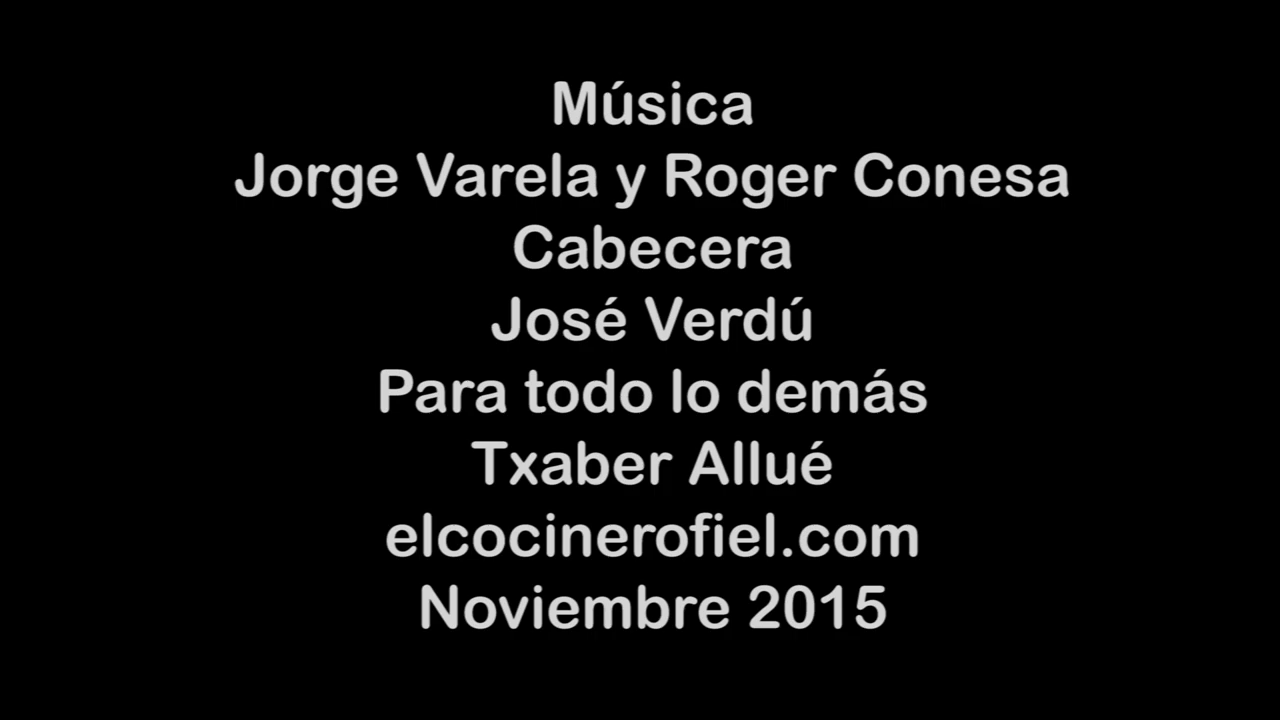 Música
Jorge Varela y Roger Conesa
Cabecera
José Verdú
Para todo lo demás
Txaber Allué
elcocinerofiel.com
Noviembre 2015